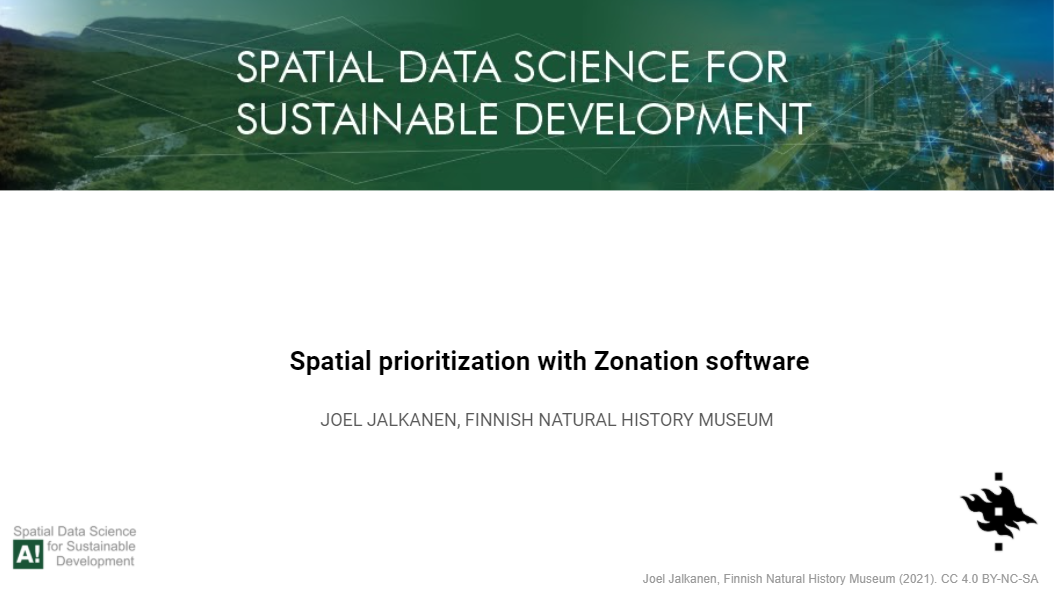 SPATIAL DATA SCIENCE FOR
SUSTAINABLE DEVELOPMENT
Spatial prioritization with Zonation software
JOEL JALKANEN, FINNISH NATURAL HISTORY MUSEUM
Spatial Data Science
A! for Sustainable
Development
Joel Jalkanen, Finnish Natural History Museum (2021). CC 4.0 BY-NC-SA